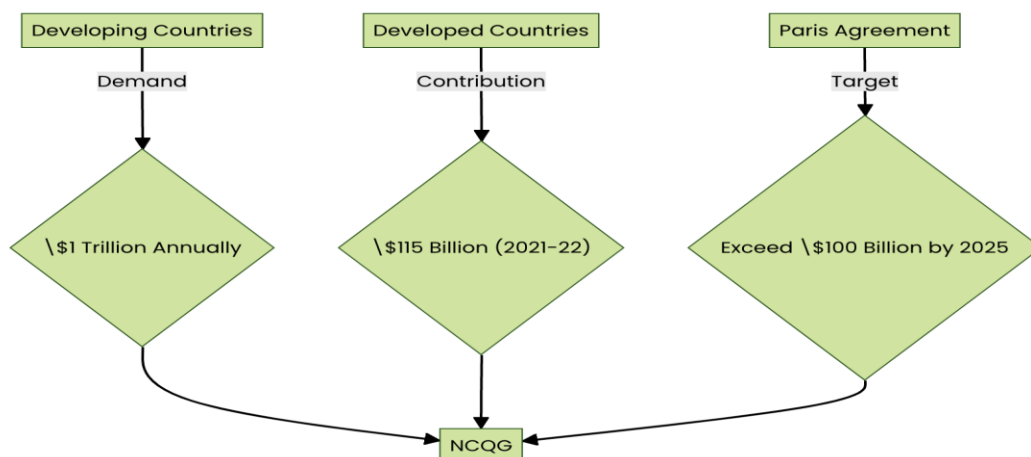 Developing Countries
Developed Countries
Paris Agreement
Demand
Contribution
Target
\$1 Trillion Annually
\$115 Billion (2021-22)
Exceed \$100 Billion by 2025
NCQG